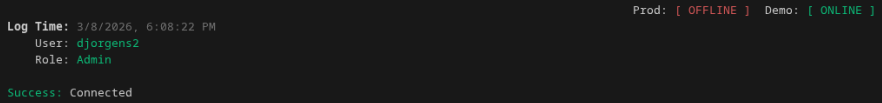 Prod: [ OFFLINE ] Demo: [ ONLINE ]
Log Time: 3/8/2026, 6:08:22 PM
User: djorgens2
Role: Admin
Success: Connected